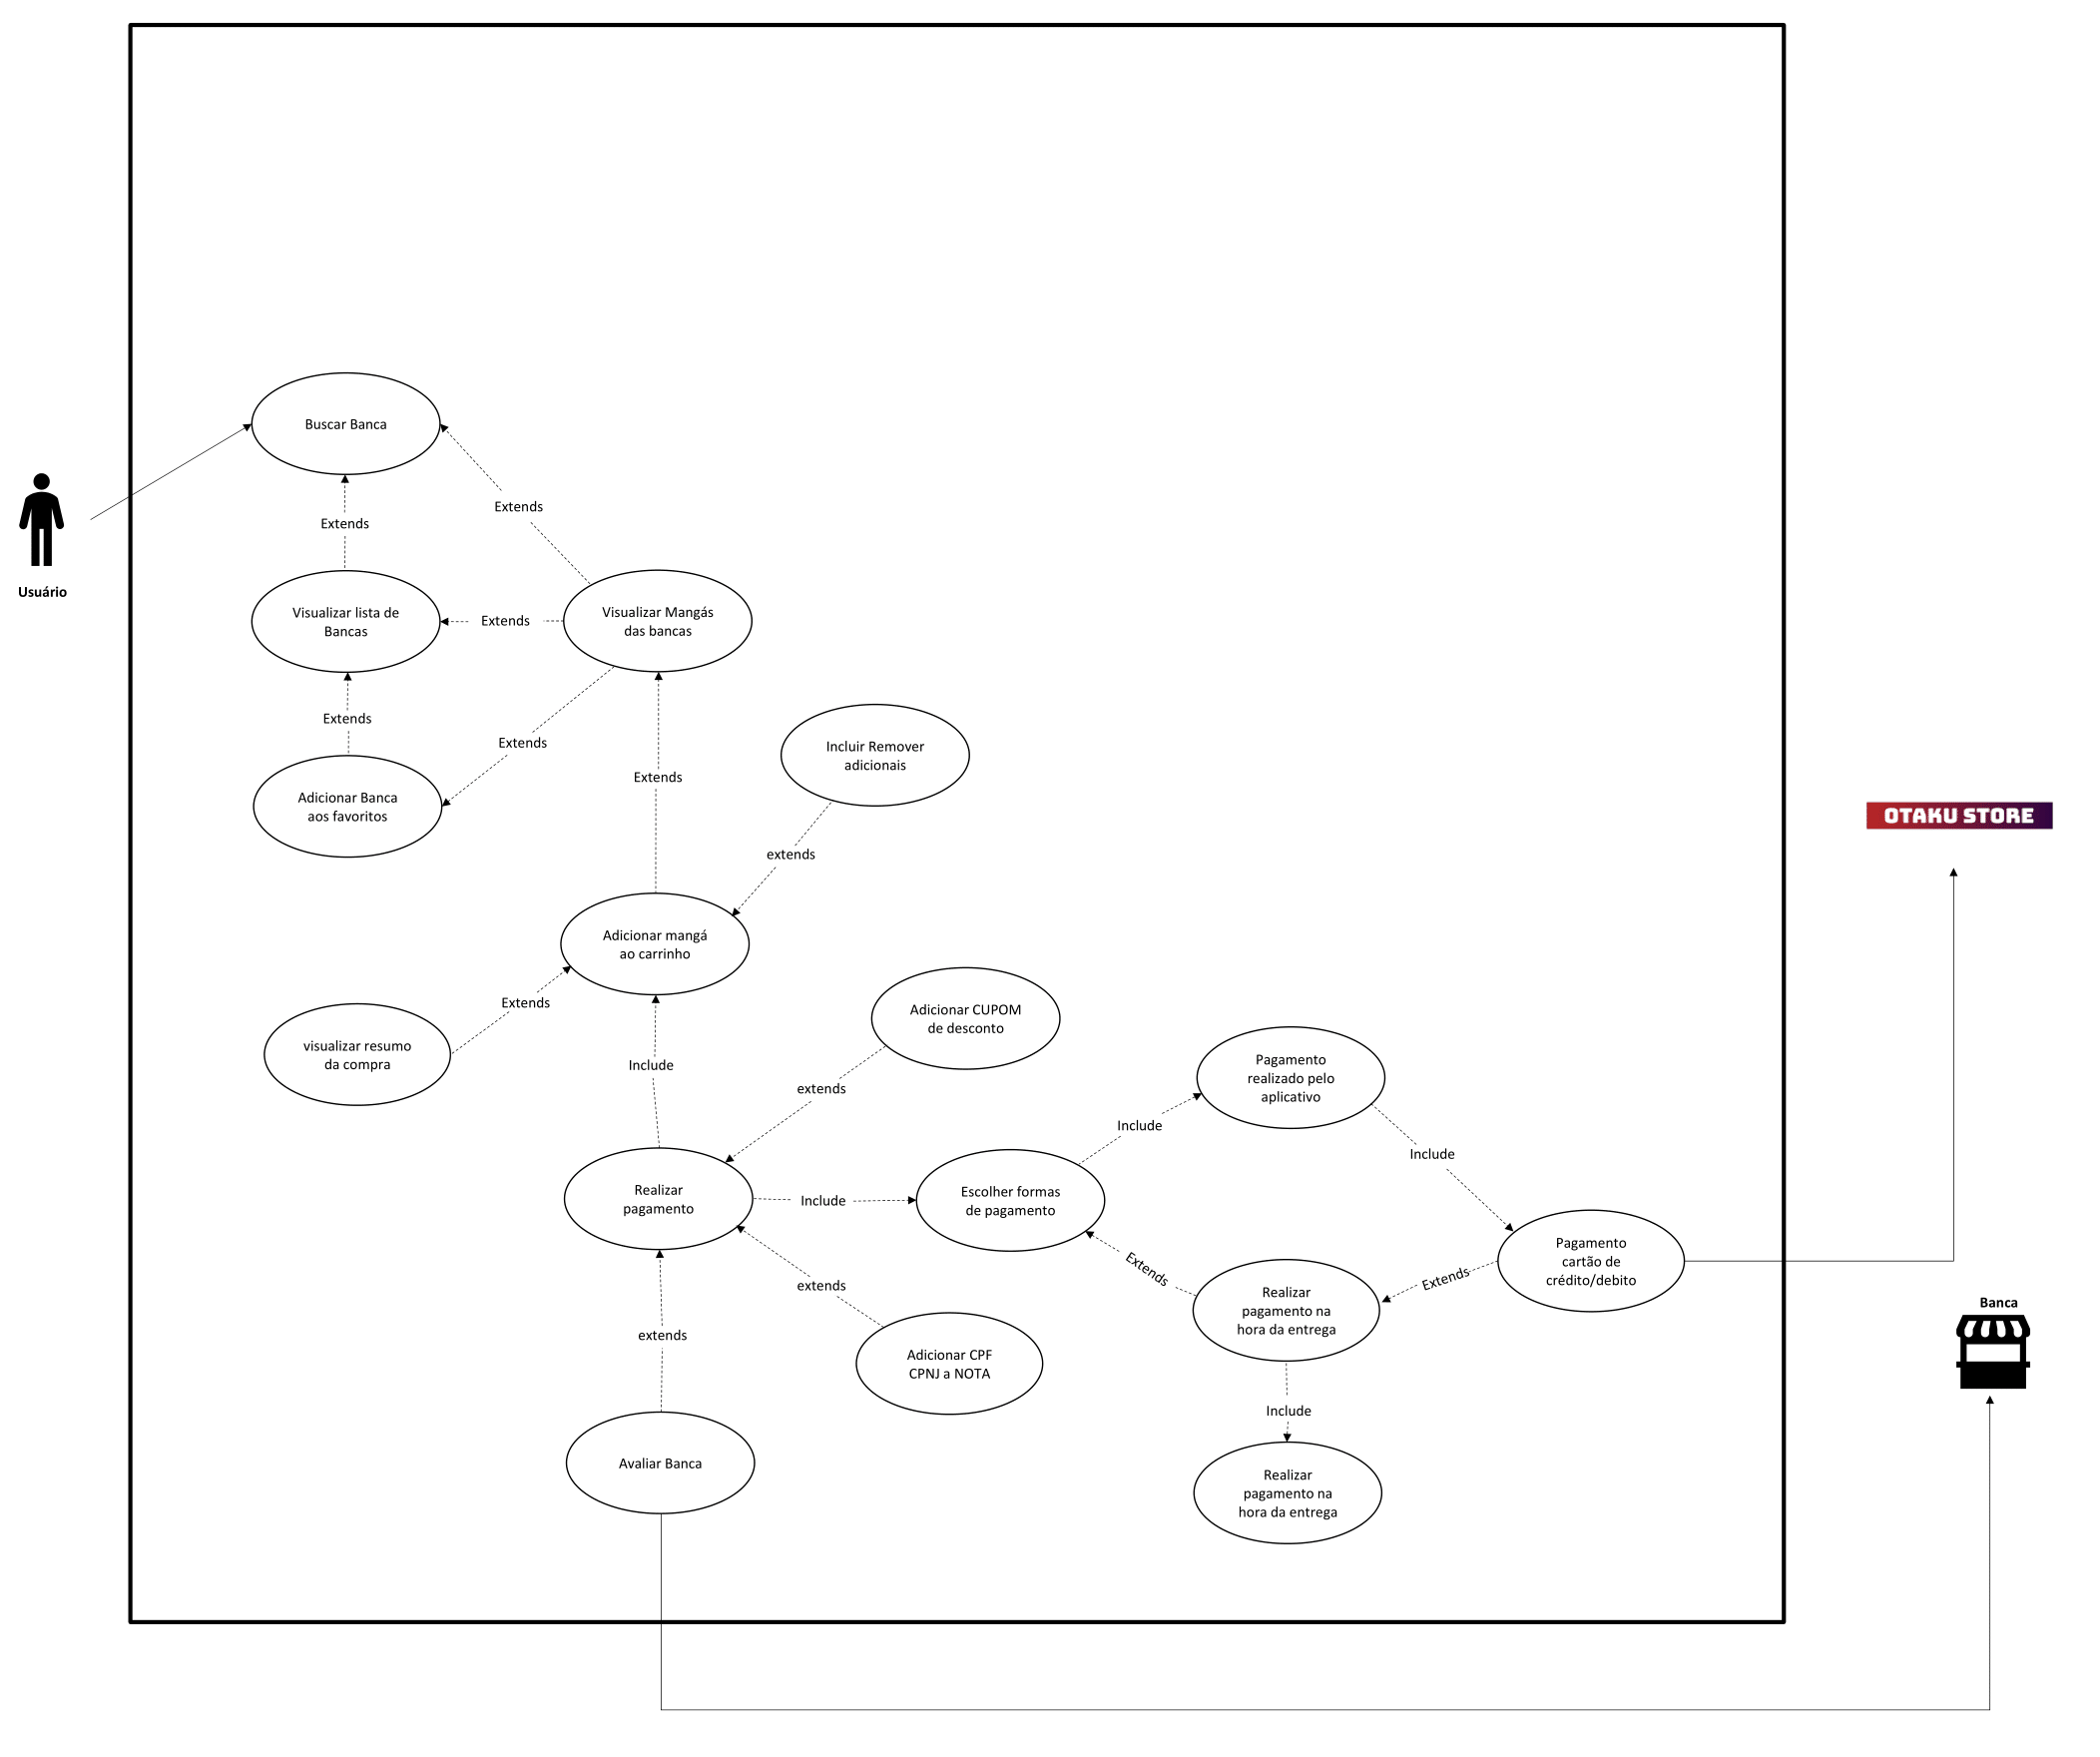 Buscar Banca
Extends
Extends
Usuário
Visualizar lista de
Bancas
Extends
Visualizar Mangás
das bancas
Extends
Extends
Adicionar Banca
aos favoritos
Extends
Incluir Remover
adicionais
OTAKU STORE
extends
Adicionar mangá
ao carrinho
Extends
visualizar resumo
da compra
Include
Adicionar CUPOM
de desconto
extends
Pagamento
realizado pelo
aplicativo
Include
Include
Realizar
pagamento
Include
Escolher formas
de pagamento
Extends
Extends
Pagamento
cartão de
crédito/debito
extends
Realizar
pagamento na
hora da entrega
Banca
extends
Adicionar CPF
CPNJ a NOTA
Include
Avaliar Banca
Realizar
pagamento na
hora da entrega